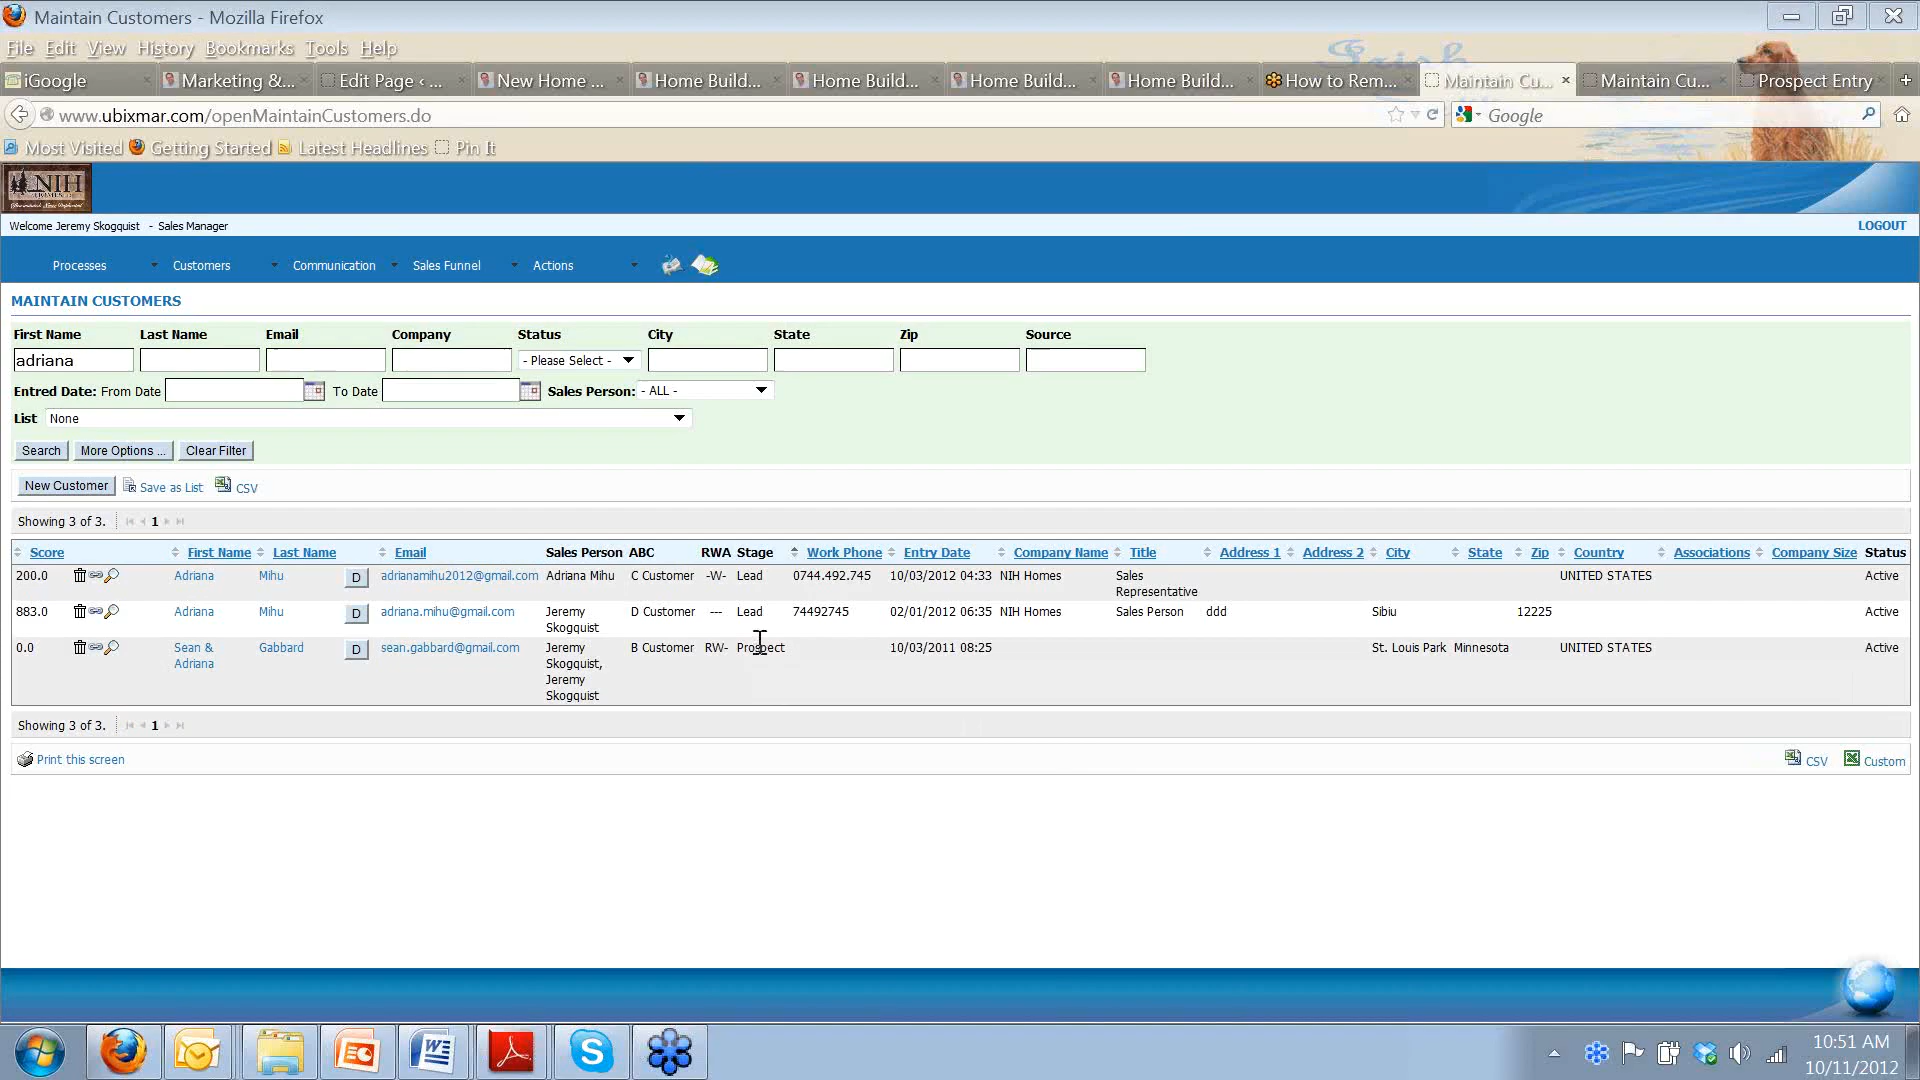 Maintain Customers - Mozilla Firefox
File Edit View History Bookmarks Tools Help
iGoogle Marketing &... Edit Page ‹ ... New Home ... Home Build... Home Build... Home Build... Home Build... How to Rem... Maintain Cu... Maintain Cu... Prospect Entry
www.ubixmar.com/openMaintainCustomers.do Google
Most Visited Getting Started Latest Headlines Pin It
NIH
HOMES
Welcome Jeremy Skogquist - Sales Manager LOGOUT
Processes Customers Communication Sales Funnel Actions
MAINTAIN CUSTOMERS
First Name Last Name Email Company Status City State Zip Source
adriana - Please Select -
Entred Date: From Date To Date Sales Person: - ALL -
List None
Search More Options ... Clear Filter
New Customer Save as List CSV
Showing 3 of 3. 1
Score First Name Last Name Email Sales Person ABC RWA Stage Work Phone Entry Date Company Name Title Address 1 Address 2 City State Zip Country Associations Company Size Status
200.0 Adriana Mihu D adrianamihu2012@gmail.com Adriana Mihu C Customer -W- Lead 0744.492.745 10/03/2012 04:33 NIH Homes Sales UNITED STATES Active
Representative
883.0 Adriana Mihu D adriana.mihu@gmail.com Jeremy D Customer --- Lead 74492745 02/01/2012 06:35 NIH Homes Sales Person ddd Sibiu 12225 Active
Skogquist
0.0 Sean & Gabbard D sean.gabbard@gmail.com Jeremy B Customer RW- Prospect 10/03/2011 08:25 St. Louis Park Minnesota UNITED STATES Active
Adriana Skogquist,
Jeremy
Skogquist
Showing 3 of 3. 1
Print this screen CSV Custom
10:51 AM
10/11/2012